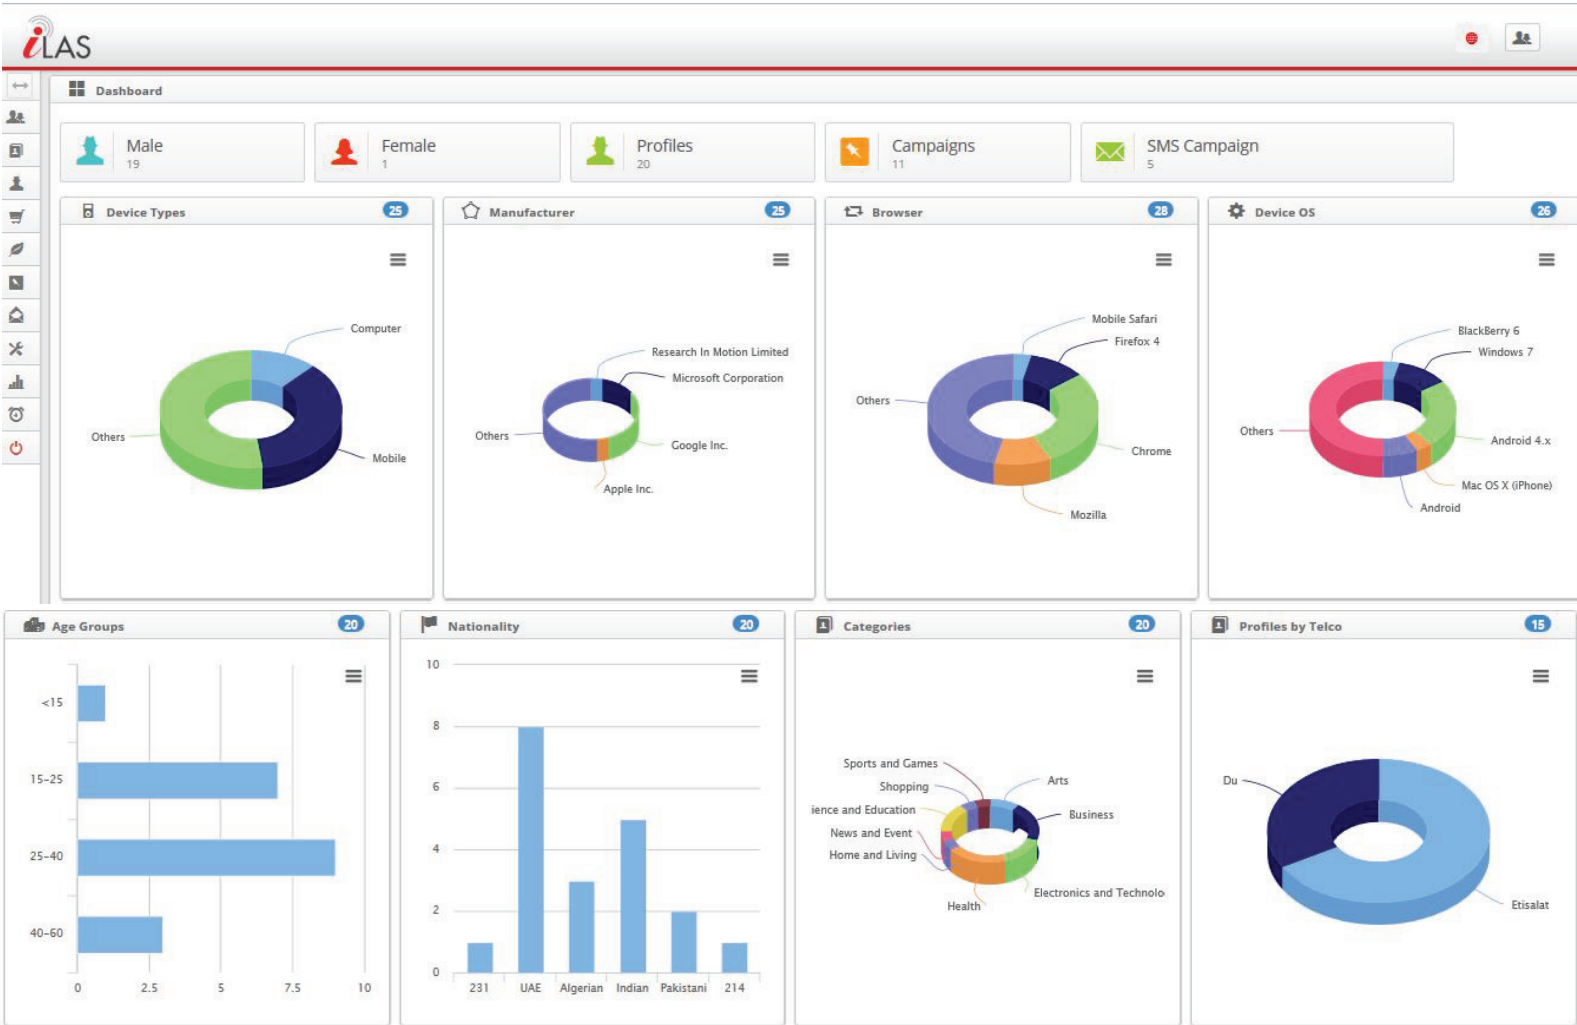 iLAS
Dashboard
Male
19
Female
1
Profiles
20
Campaigns
11
SMS Campaign
5
Device Types
25
Computer
Others
Mobile
Manufacturer
25
Research In Motion Limited
Microsoft Corporation
Others
Google Inc.
Apple Inc.
Browser
28
Mobile Safari
Firefox 4
Others
Chrome
Mozilla
Device OS
26
BlackBerry 6
Windows 7
Others
Android 4.x
Mac OS X (iPhone)
Android
Age Groups
20
<15
15-25
25-40
40-60
0 2.5 5 7.5 10
Nationality
20
10
8
6
4
2
0
231 UAE Algerian Indian Pakistani 214
Categories
20
Sports and Games
Arts
Shopping
ience and Education
Business
News and Event
Home and Living
Electronics and Technolo
Health
Profiles by Telco
15
Du
Etisalat